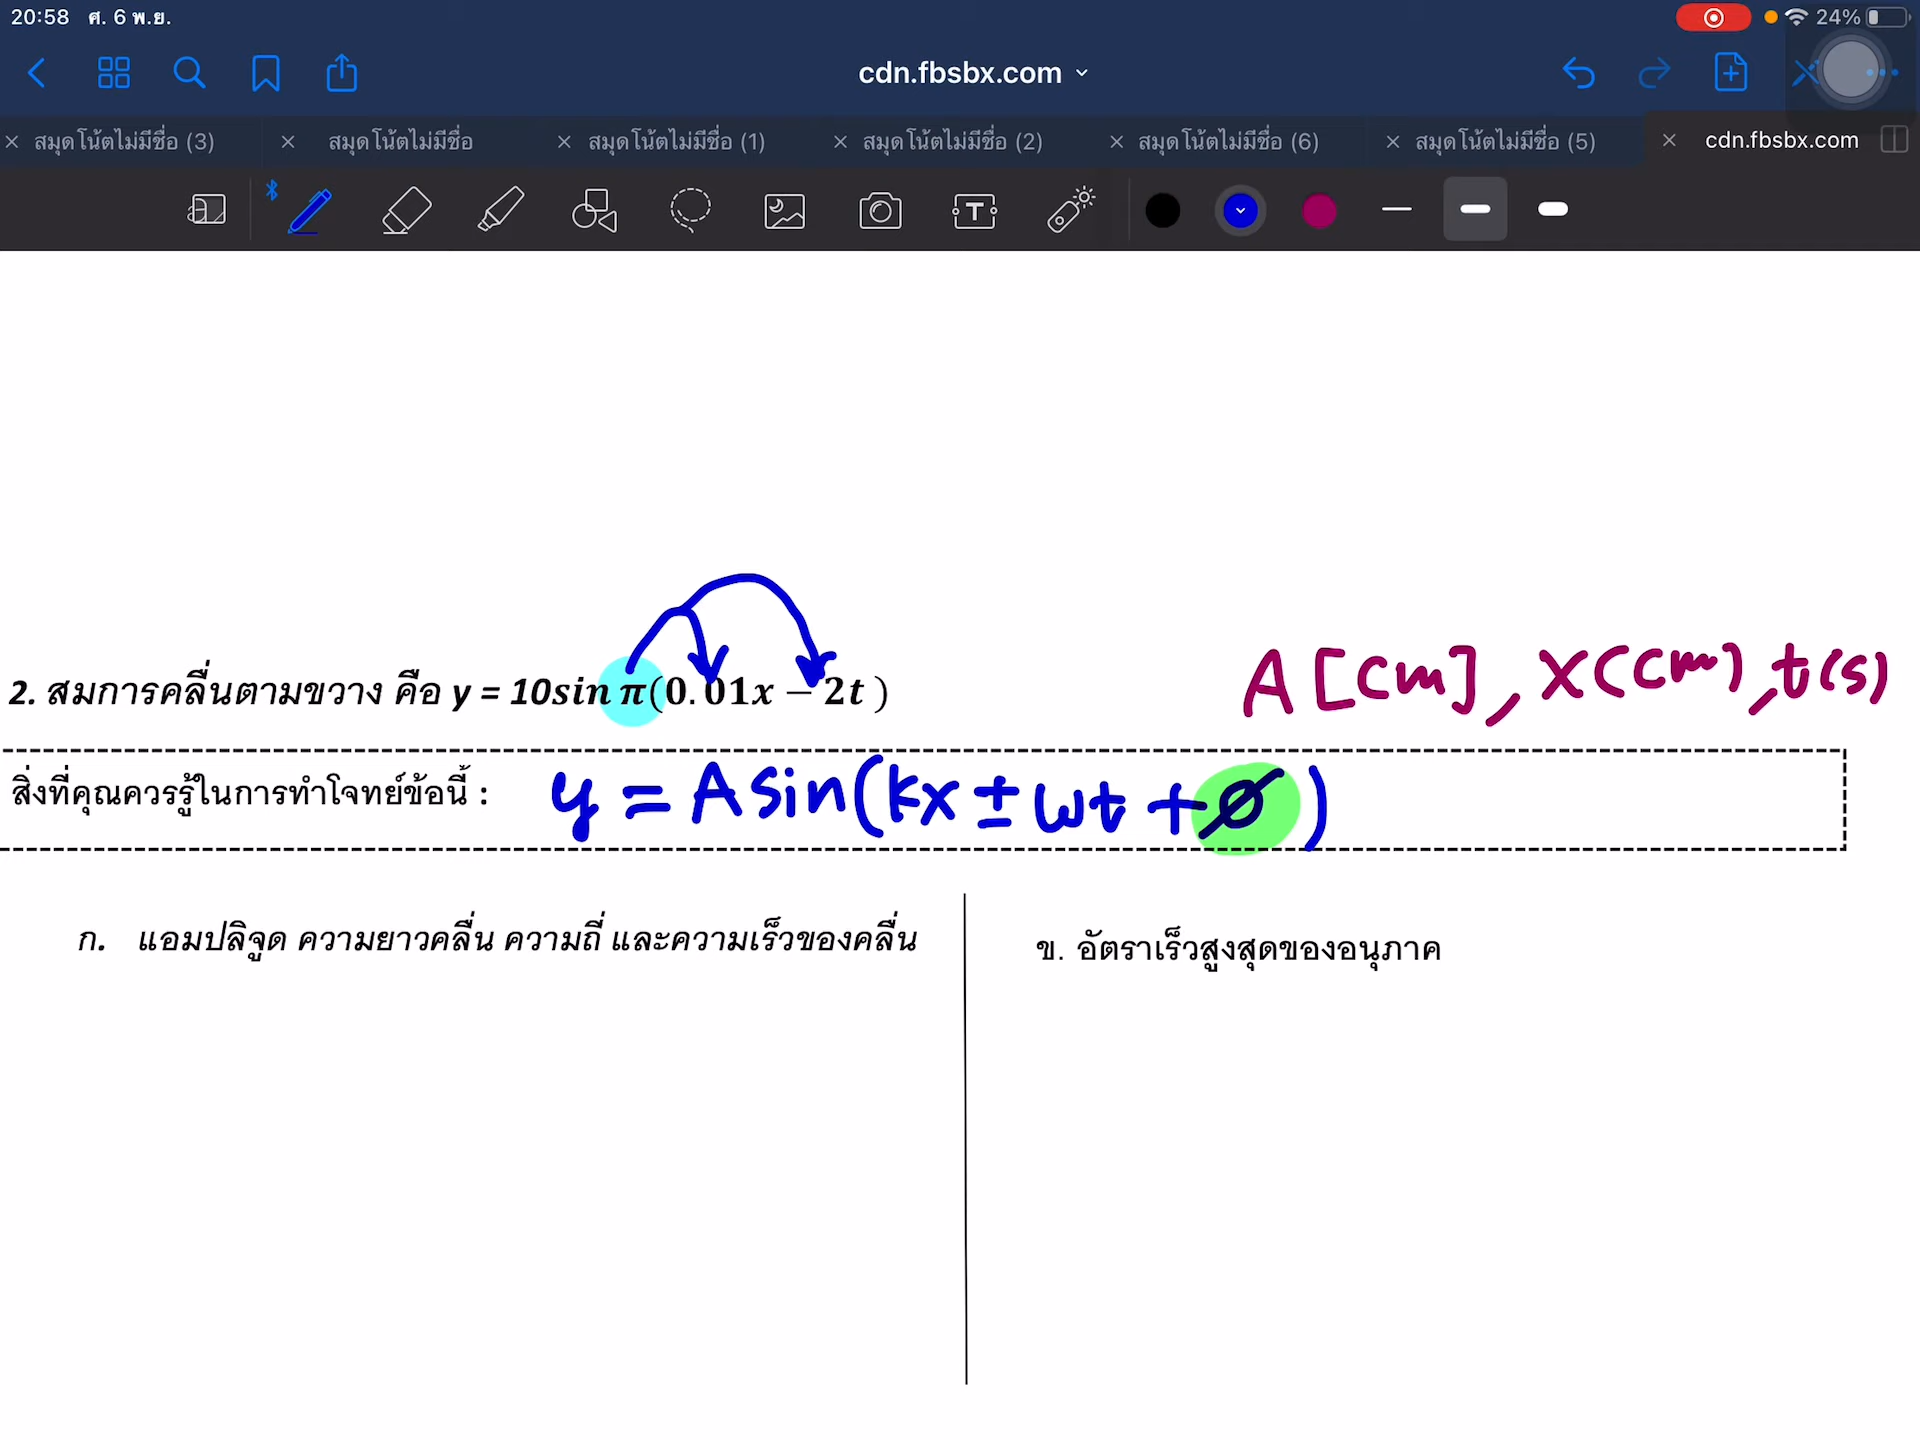 20:58 ศ. 6 พ.ย.
24%
cdn.fbsbx.com
สมุดโน้ตไม่มีชื่อ (3)
สมุดโน้ตไม่มีชื่อ
สมุดโน้ตไม่มีชื่อ (1)
สมุดโน้ตไม่มีชื่อ (2)
สมุดโน้ตไม่มีชื่อ (6)
สมุดโน้ตไม่มีชื่อ (5)
cdn.fbsbx.com
2. สมการคลื่นตามขวาง คือ y = 10sin π(0.01x − 2t )
A [cm], x(cm), t(s)
สิ่งที่คุณควรรู้ในการทำโจทย์ข้อนี้ : y = A sin(kx ± ωt + ø)
ก. แอมปลิจูด ความยาวคลื่น ความถี่ และความเร็วของคลื่น
ข. อัตราเร็วสูงสุดของอนุภาค